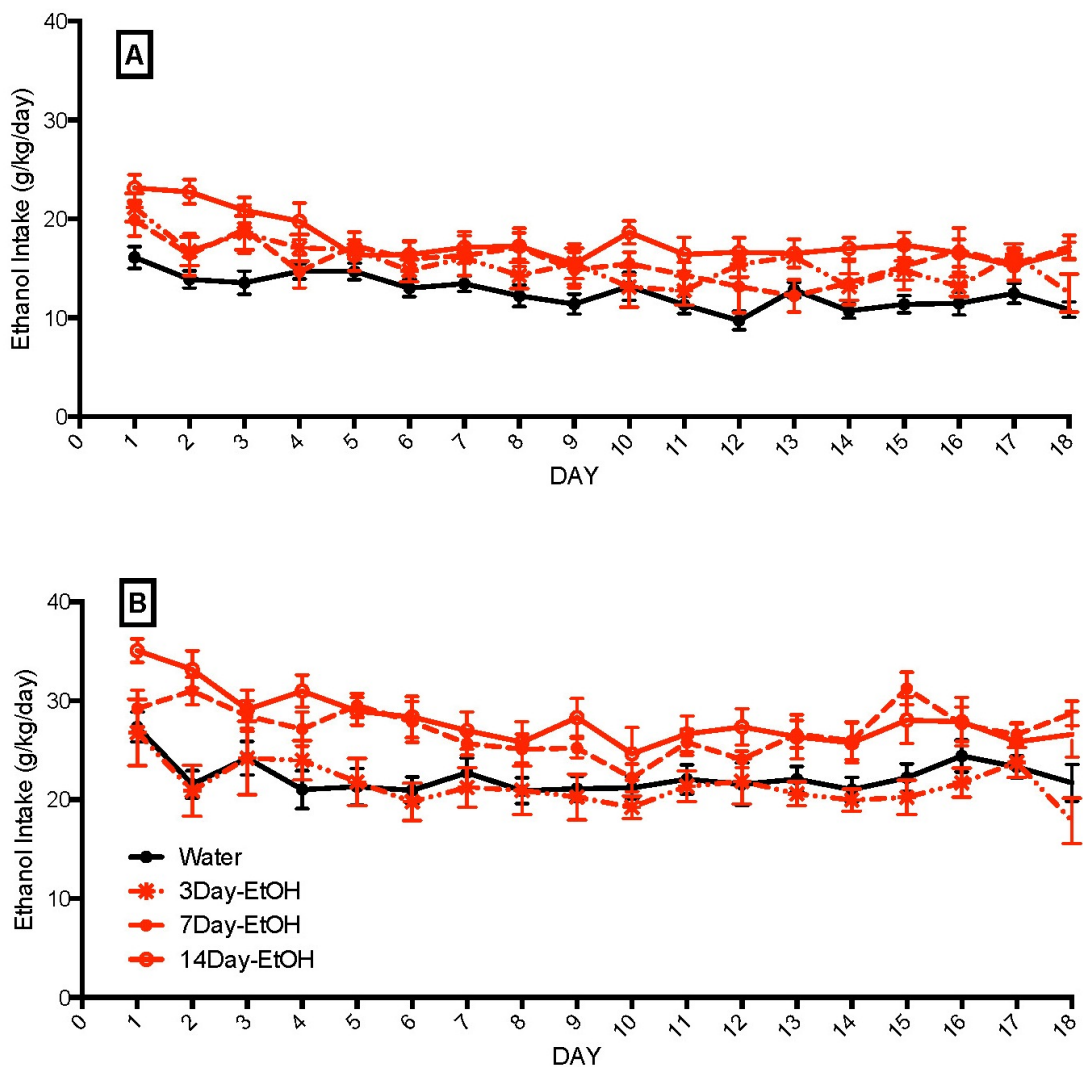 A
Ethanol Intake (g/kg/day)
40
30
20
10
0
0 1 2 3 4 5 6 7 8 9 10 11 12 13 14 15 16 17 18
DAY
B
Ethanol Intake (g/kg/day)
40
30
20
10
0
Water
3Day-EtOH
7Day-EtOH
14Day-EtOH
0 1 2 3 4 5 6 7 8 9 10 11 12 13 14 15 16 17 18
DAY